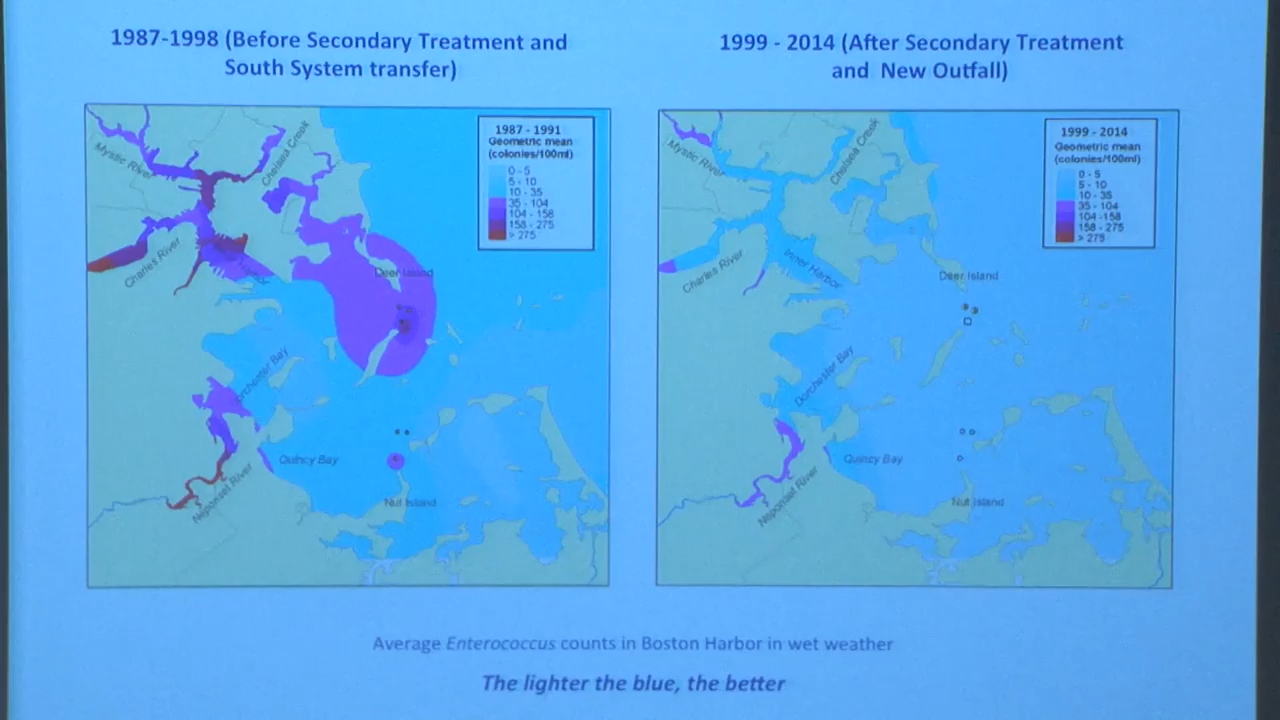 1987-1998 (Before Secondary Treatment and
South System transfer)
1987 - 1991
Geometric mean
(colonies/100ml)
0 - 5
5 - 10
10 - 35
35 - 104
104 - 158
158 - 275
> 275
Mystic River
Chelsea Creek
Charles River
Deer Island
Dorchester Bay
Quincy Bay
Neponset River
Nut Island
1999 - 2014 (After Secondary Treatment
and New Outfall)
1999 - 2014
Geometric mean
(colonies/100ml)
0 - 5
5 - 10
10 - 35
35 - 104
104 -158
158 - 275
> 275
Mystic River
Chelsea Creek
Charles River
Inner Harbor
Deer Island
Dorchester Bay
Quincy Bay
Neponset River
Nut Island
Average Enterococcus counts in Boston Harbor in wet weather
The lighter the blue, the better